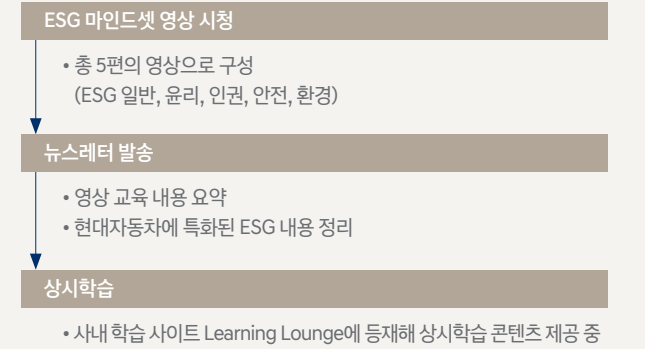 ESG 마인드셋 영상 시청
• 총 5편의 영상으로 구성
(ESG 일반, 윤리, 인권, 안전, 환경)
뉴스레터 발송
• 영상 교육 내용 요약
• 현대자동차에 특화된 ESG 내용 정리
상시학습
• 사내 학습 사이트 Learning Lounge에 등재해 상시학습 콘텐츠 제공 중